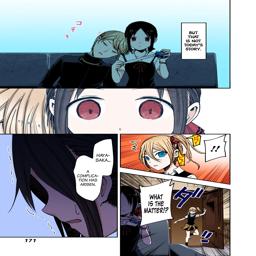 BUT
THAT IS
NOT
TODAY'S
STORY.
!!
WHAT
IS THE
MATTER!?
HAYA-
SAKA...
A
COMPLICA-
TION HAS
ARISEN.
171